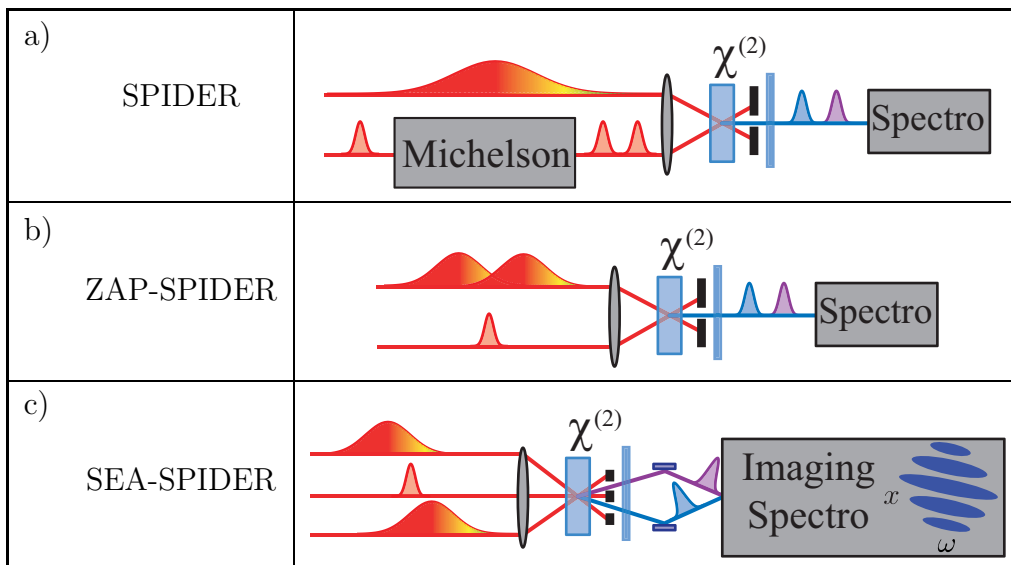 a)
SPIDER
Michelson
χ(2)
Spectro
b)
ZAP-SPIDER
χ(2)
Spectro
c)
SEA-SPIDER
χ(2)
Imaging
Spectro
x
ω